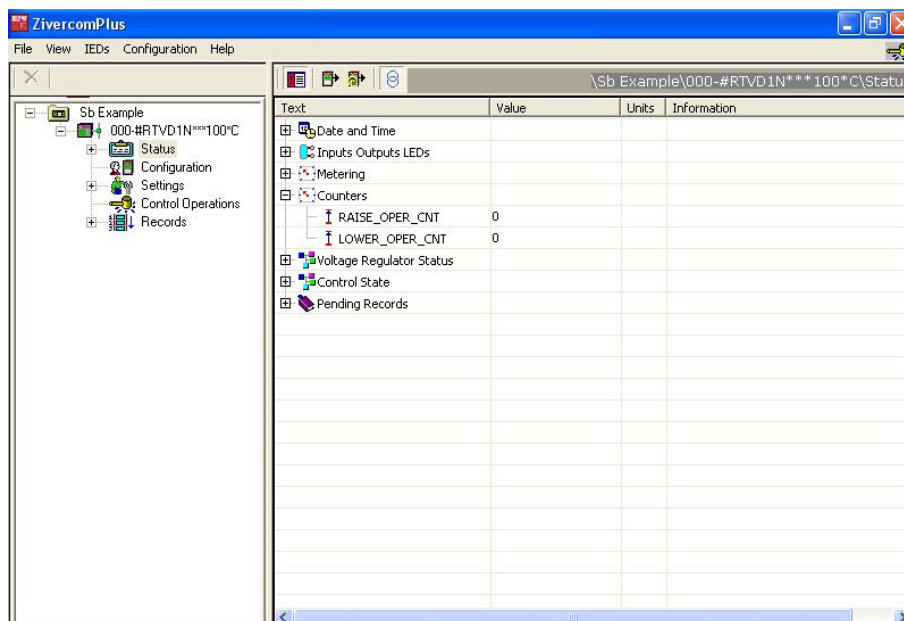 ZivercomPlus
File View IEDs Configuration Help
\Sb Example\000-#RTVD1N***100*C\Statu
Sb Example
000-#RTVD1N***100*C
Status
Configuration
Settings
Control Operations
Records
Text Value Units Information
Date and Time
Inputs Outputs LEDs
Metering
Counters
RAISE_OPER_CNT 0
LOWER_OPER_CNT 0
Voltage Regulator Status
Control State
Pending Records